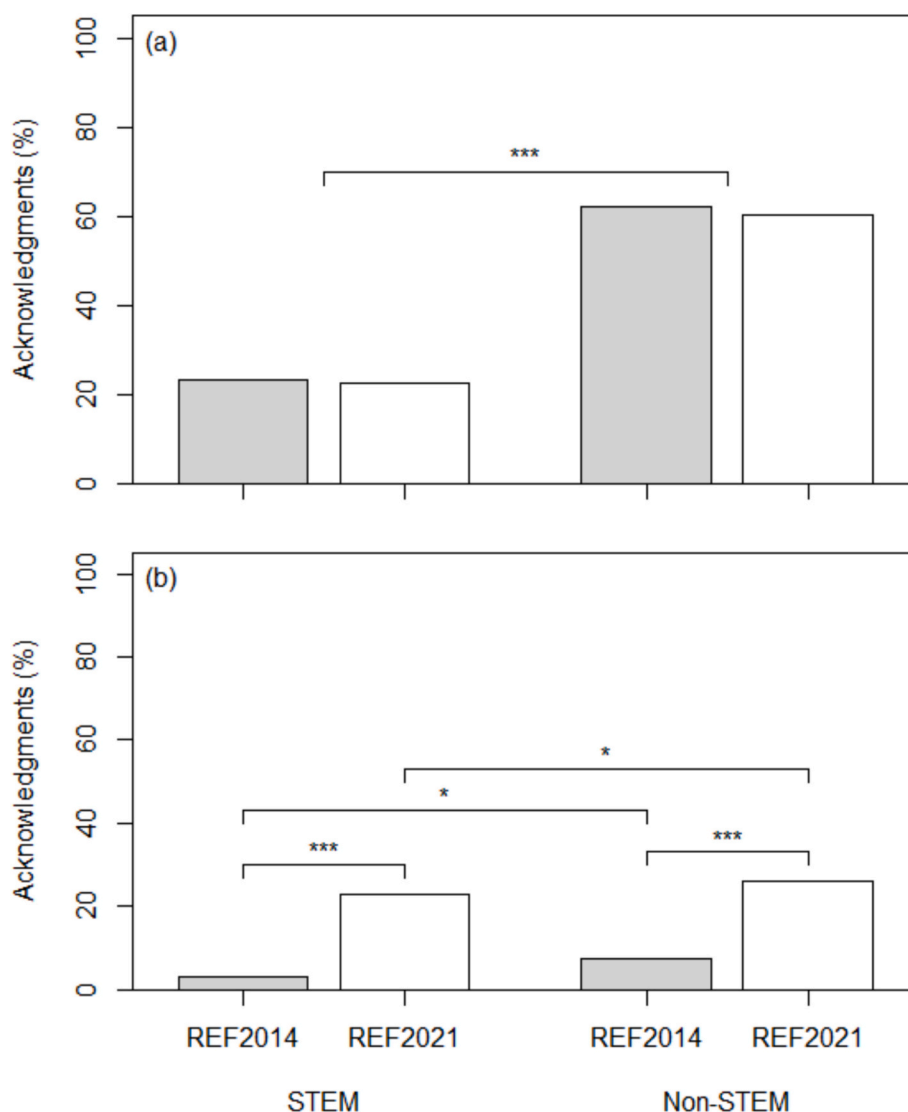 (a)
Acknowledgments (%)
100
80
60
40
20
0
***
(b)
Acknowledgments (%)
100
80
60
40
20
0
*
*
***
***
REF2014 REF2021 REF2014 REF2021
STEM Non-STEM